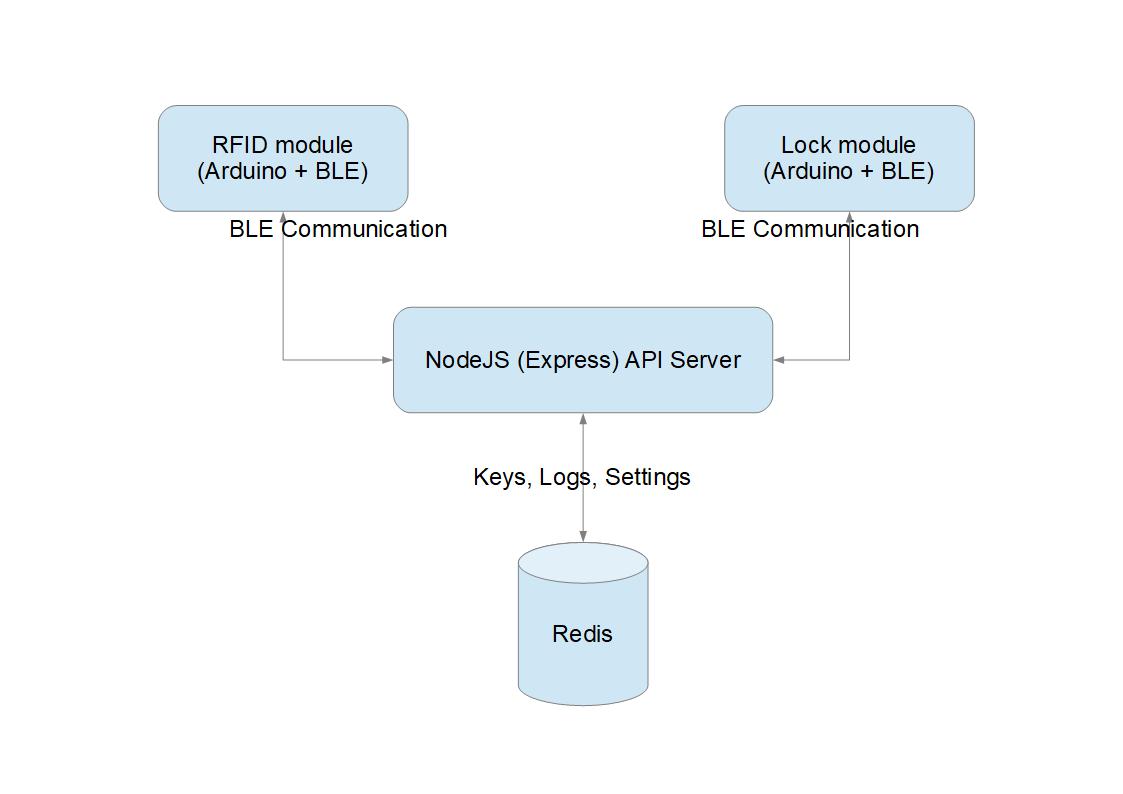 RFID module
(Arduino + BLE)
Lock module
(Arduino + BLE)
BLE Communication
BLE Communication
NodeJS (Express) API Server
Keys, Logs, Settings
Redis